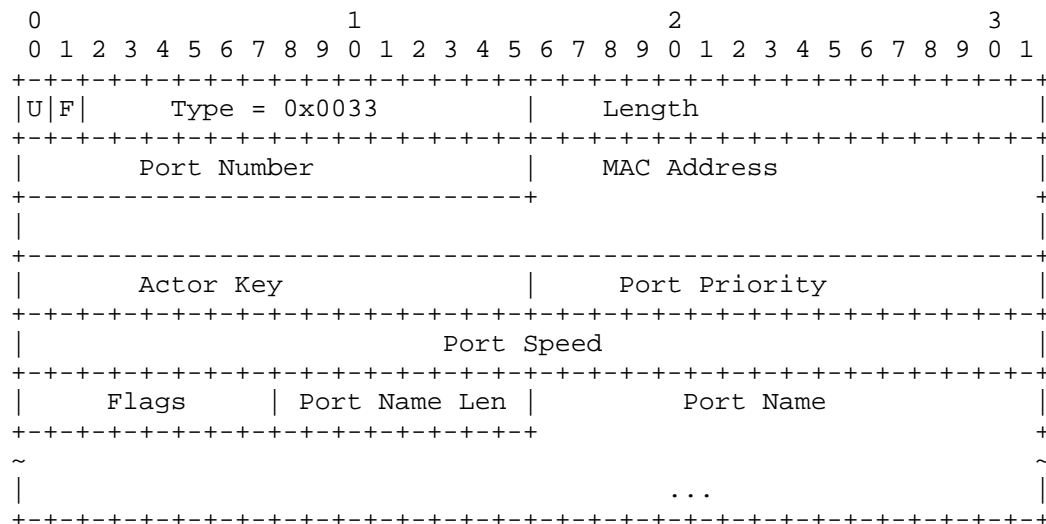 0                   1                   2                   3
 0 1 2 3 4 5 6 7 8 9 0 1 2 3 4 5 6 7 8 9 0 1 2 3 4 5 6 7 8 9 0 1
+-+-+-+-+-+-+-+-+-+-+-+-+-+-+-+-+-+-+-+-+-+-+-+-+-+-+-+-+-+-+-+-+
|U|F|     Type = 0x0033         |    Length                     |
+-+-+-+-+-+-+-+-+-+-+-+-+-+-+-+-+-+-+-+-+-+-+-+-+-+-+-+-+-+-+-+-+
|       Port Number             |    MAC Address                |
+-------------------------------+                               +
|                                                               |
+---------------------------------------------------------------+
|       Actor Key               |     Port Priority             |
+-+-+-+-+-+-+-+-+-+-+-+-+-+-+-+-+-+-+-+-+-+-+-+-+-+-+-+-+-+-+-+-+
|                          Port Speed                           |
+-+-+-+-+-+-+-+-+-+-+-+-+-+-+-+-+-+-+-+-+-+-+-+-+-+-+-+-+-+-+-+-+
|     Flags     | Port Name Len |         Port Name             |
+-+-+-+-+-+-+-+-+-+-+-+-+-+-+-+-+                               +
~                                                               ~
|                                        ...                    |
+-+-+-+-+-+-+-+-+-+-+-+-+-+-+-+-+-+-+-+-+-+-+-+-+-+-+-+-+-+-+-+-+